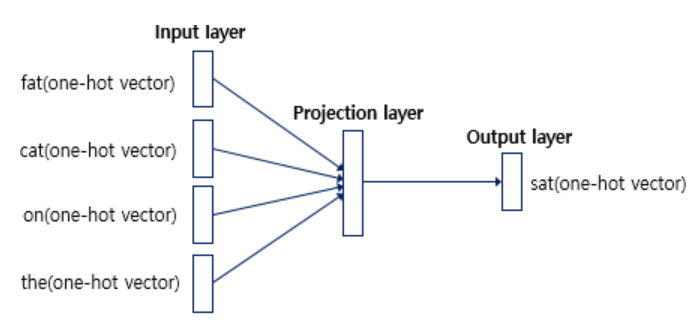 Input layer
fat(one-hot vector)
Projection layer
Output layer
cat(one-hot vector)
sat(one-hot vector)
on(one-hot vector)
the(one-hot vector)